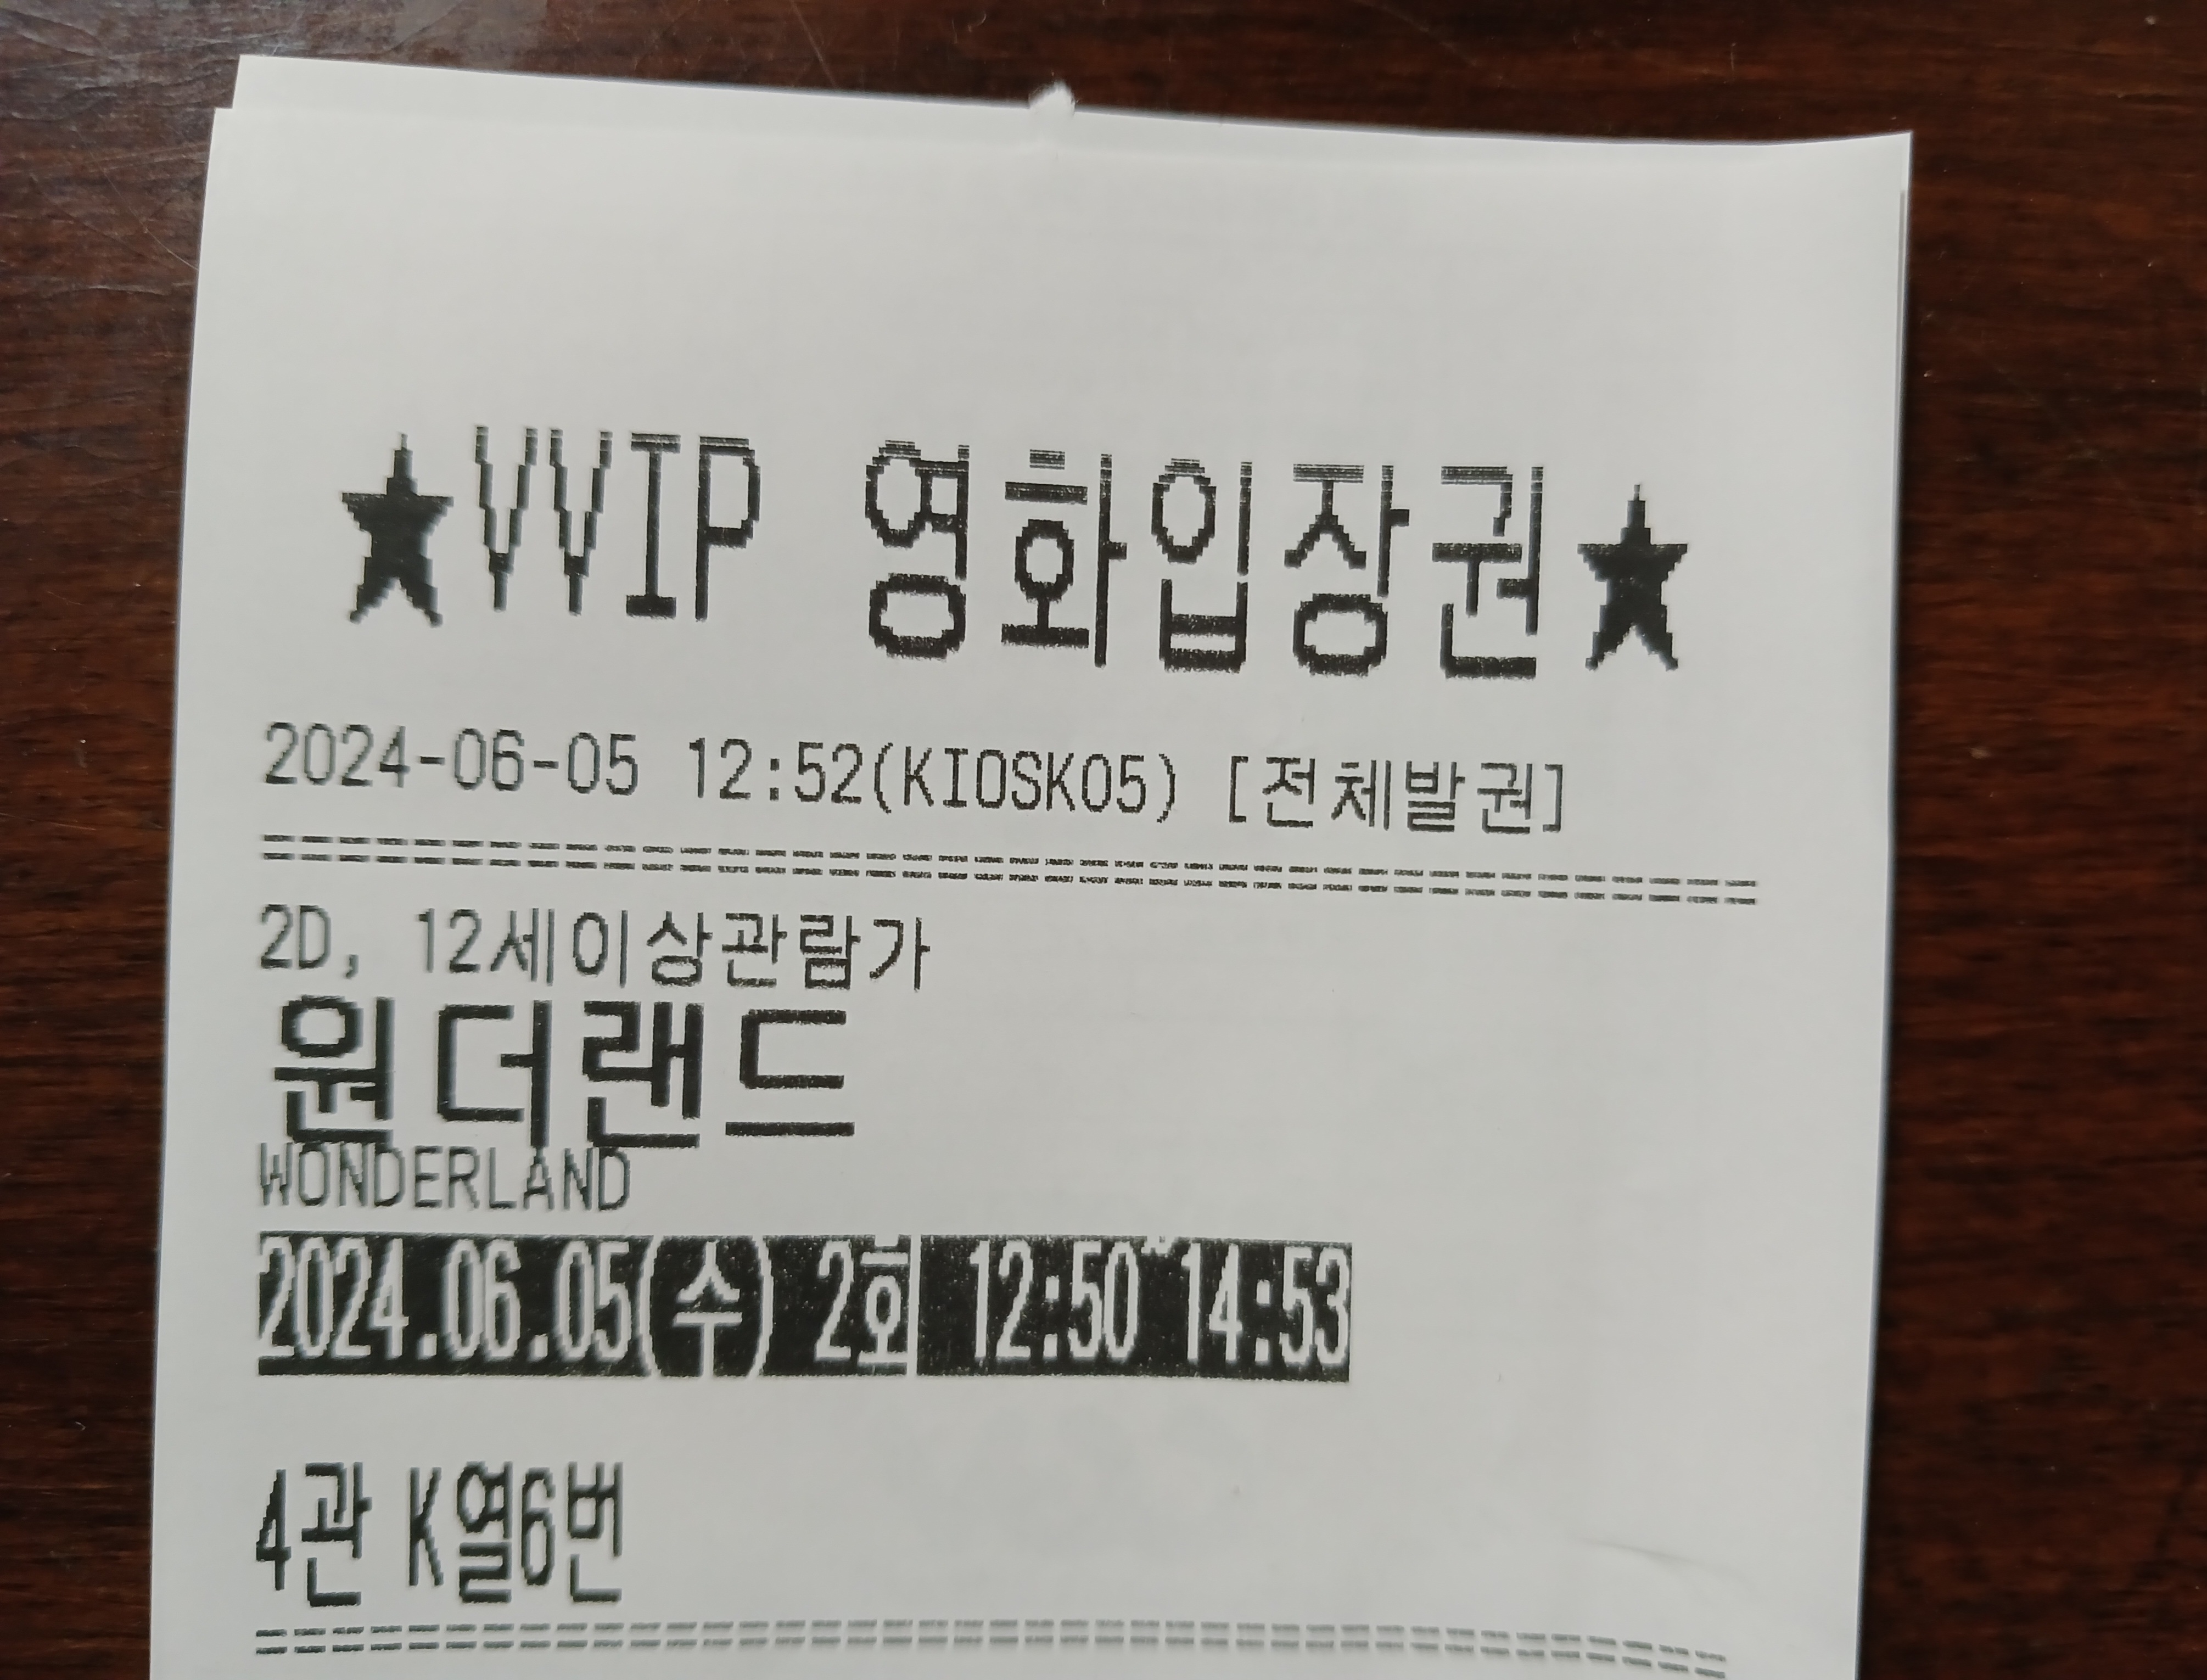 ★VVIP 영화입장권★
2024-06-05 12:52(KIOSK05) [전체발권]
2D, 12세이상관람가
원더랜드
WONDERLAND
2024.06.05(수) 2회 12:50~14:53
4관 K열6번